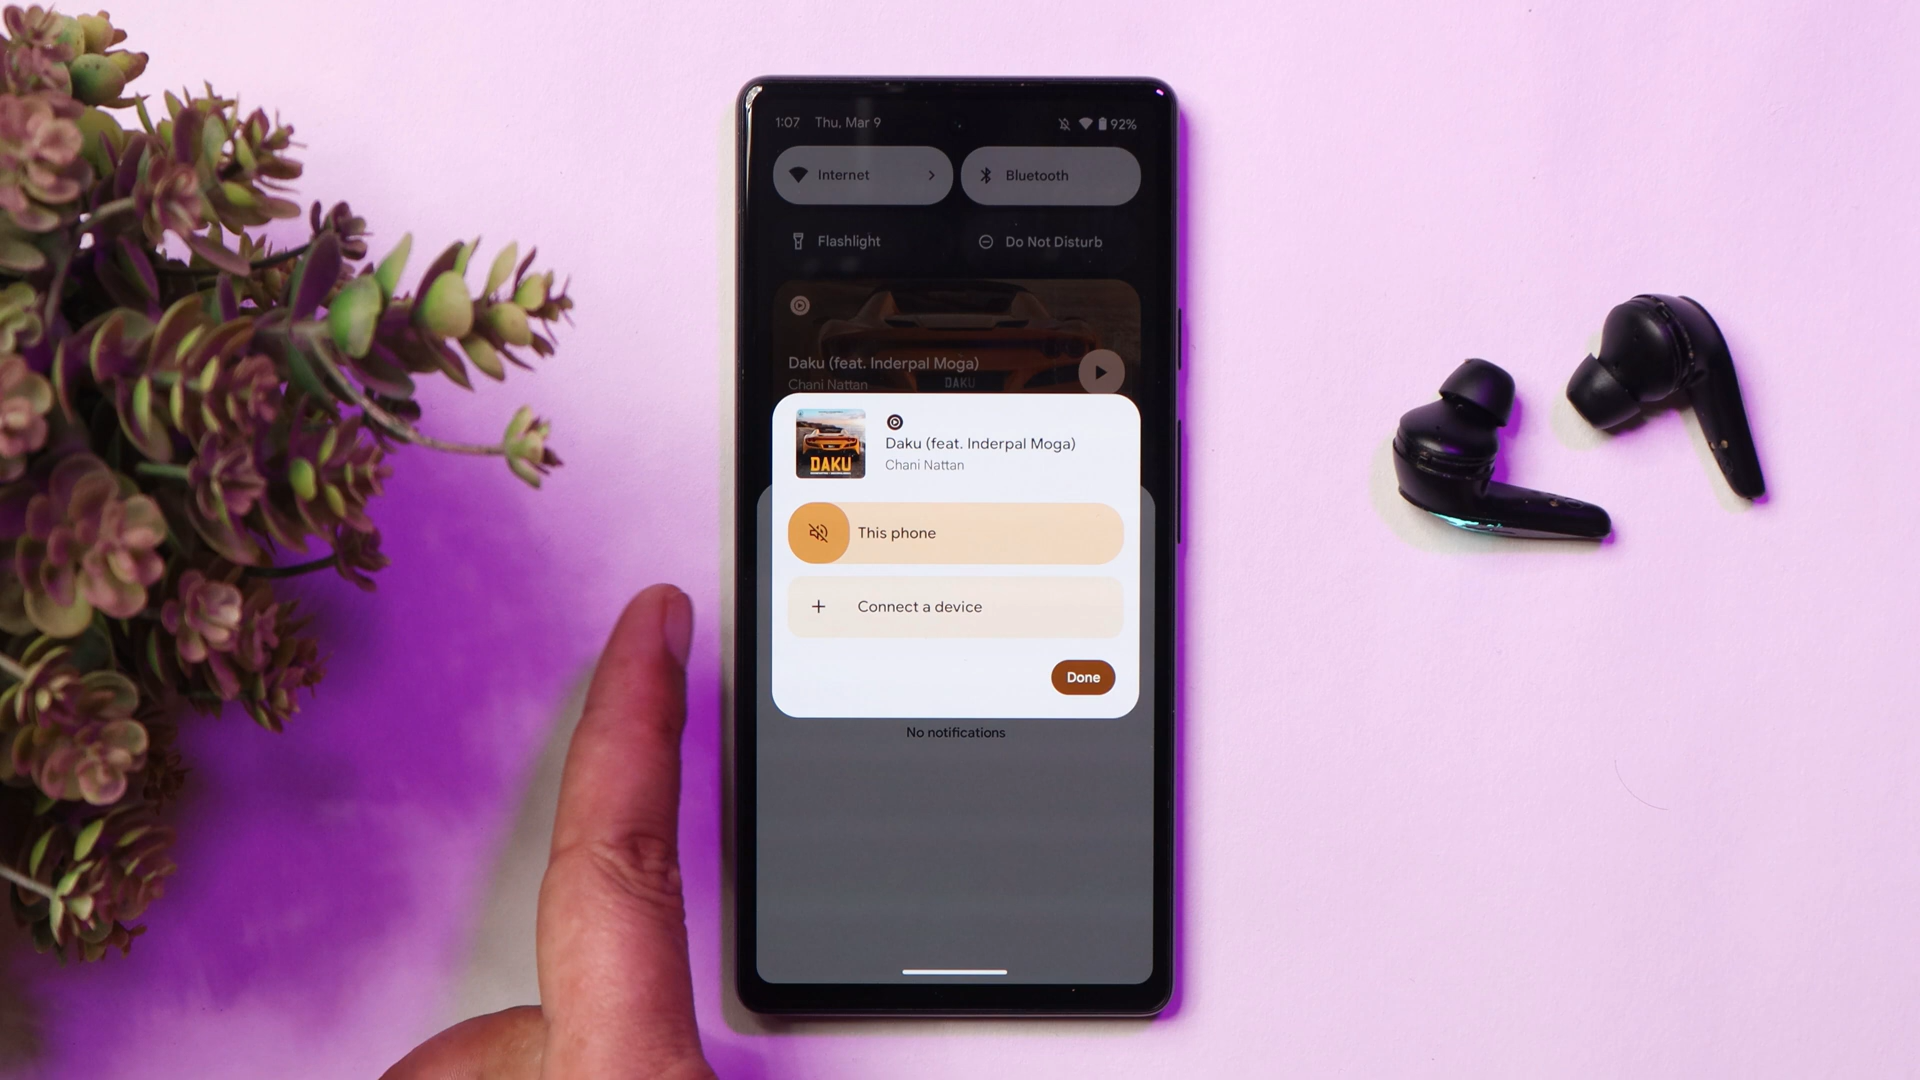 1:07 Thu, Mar 9 92%
Internet Bluetooth
Flashlight Do Not Disturb
Daku (feat. Inderpal Moga)
Chani Nattan
DAKU
Daku (feat. Inderpal Moga)
Chani Nattan
DAKU
This phone
Connect a device
Done
No notifications